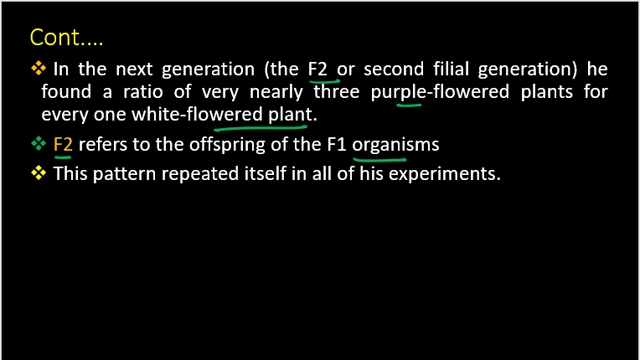 Cont....
In the next generation (the F2 or second filial generation) he
found a ratio of very nearly three purple-flowered plants for
every one white-flowered plant.
F2 refers to the offspring of the F1 organisms
This pattern repeated itself in all of his experiments.